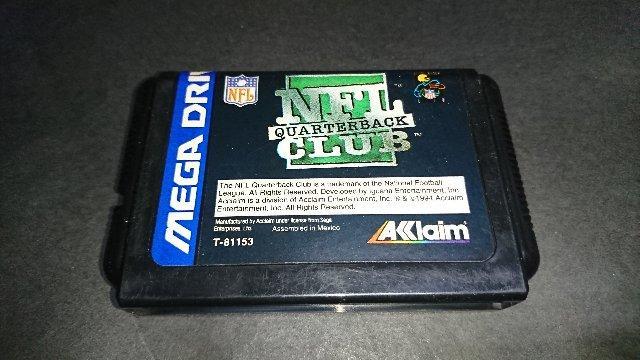 MEGA DRI
NFL
NFL
QUARTERBACK
CLUB™
The NFL Quarterback Club is a trademark of the National Football
League. All Rights Reserved. Developed by Iguana Entertainment, Inc.
Acclaim is a division of Acclaim Entertainment, Inc. ® & © 1994 Acclaim
Entertainment, Inc. All Rights Reserved.
Manufactured by Acclaim under license from Sega
Enterprises, Ltd. Assembled in Mexico
T-81153
AKKlaim